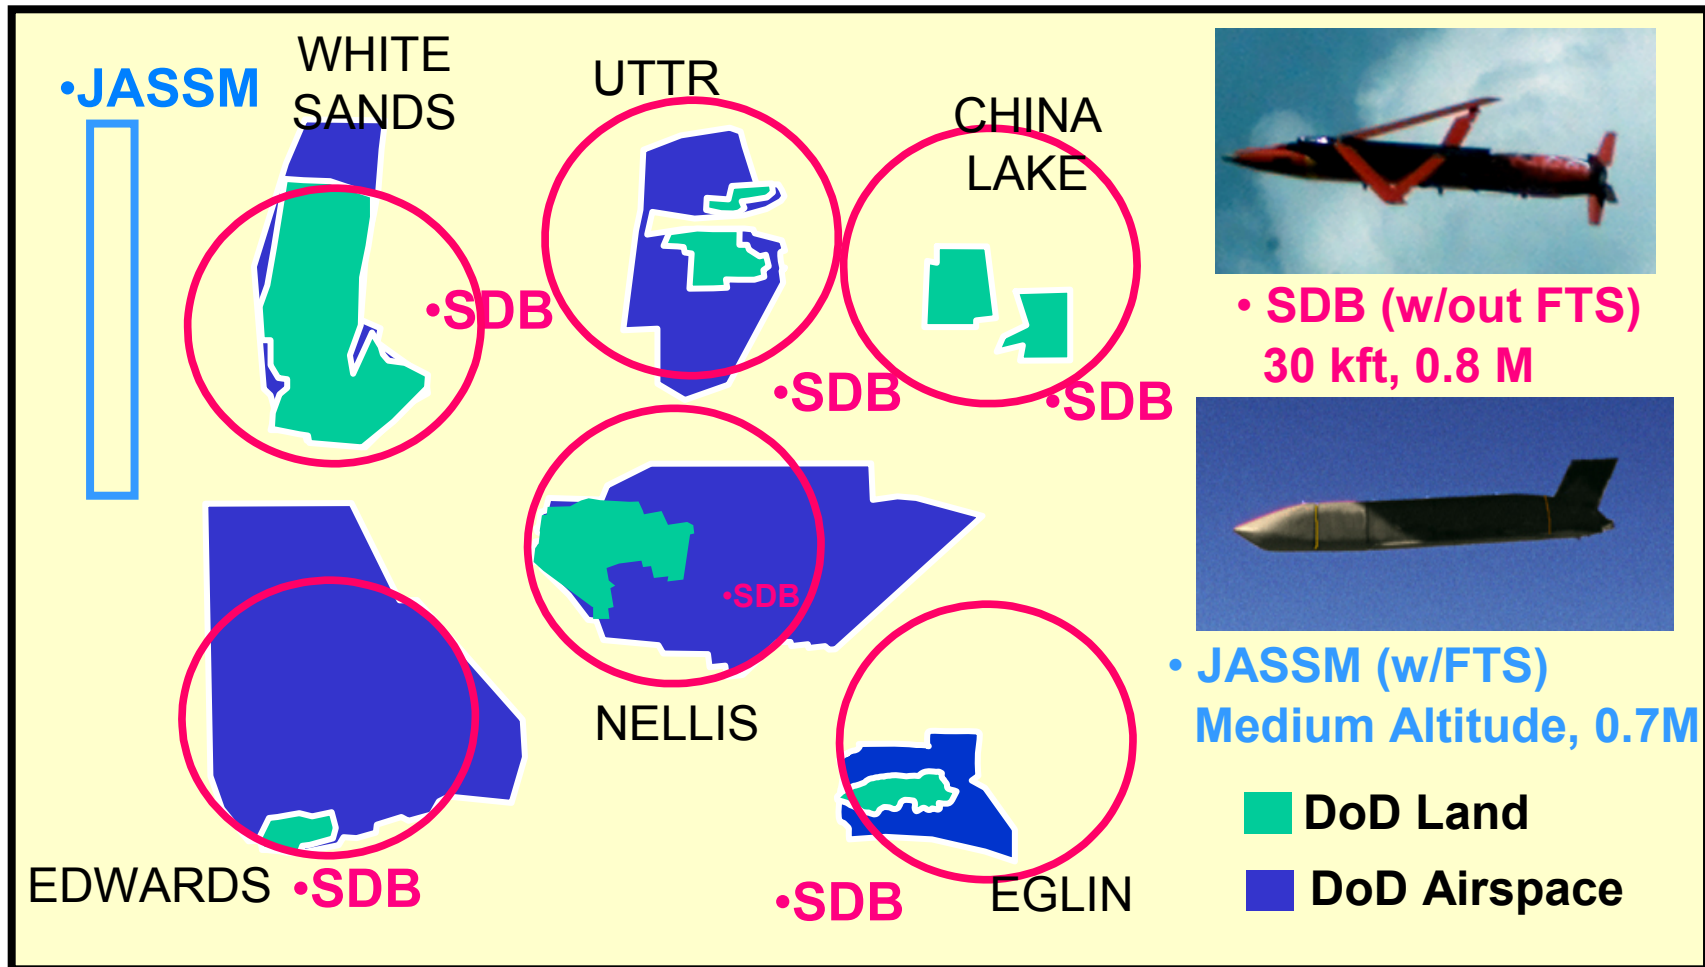 •JASSM
WHITE
SANDS
UTTR
CHINA
LAKE
•SDB
•SDB
•SDB
• SDB (w/out FTS)
30 kft, 0.8 M
•SDB
NELLIS
• JASSM (w/FTS)
Medium Altitude, 0.7M
DoD Land
DoD Airspace
EDWARDS
•SDB
•SDB
EGLIN